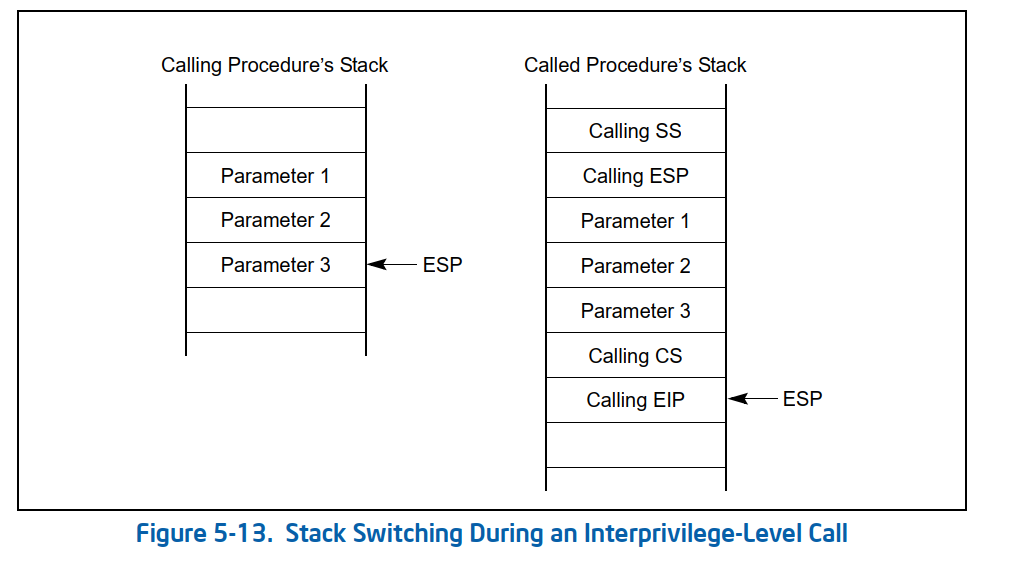 Calling Procedure's Stack
Called Procedure's Stack
Parameter 1
Parameter 2
Parameter 3
ESP
Calling SS
Calling ESP
Parameter 1
Parameter 2
Parameter 3
Calling CS
Calling EIP
ESP
Figure 5-13. Stack Switching During an Interprivilege-Level Call